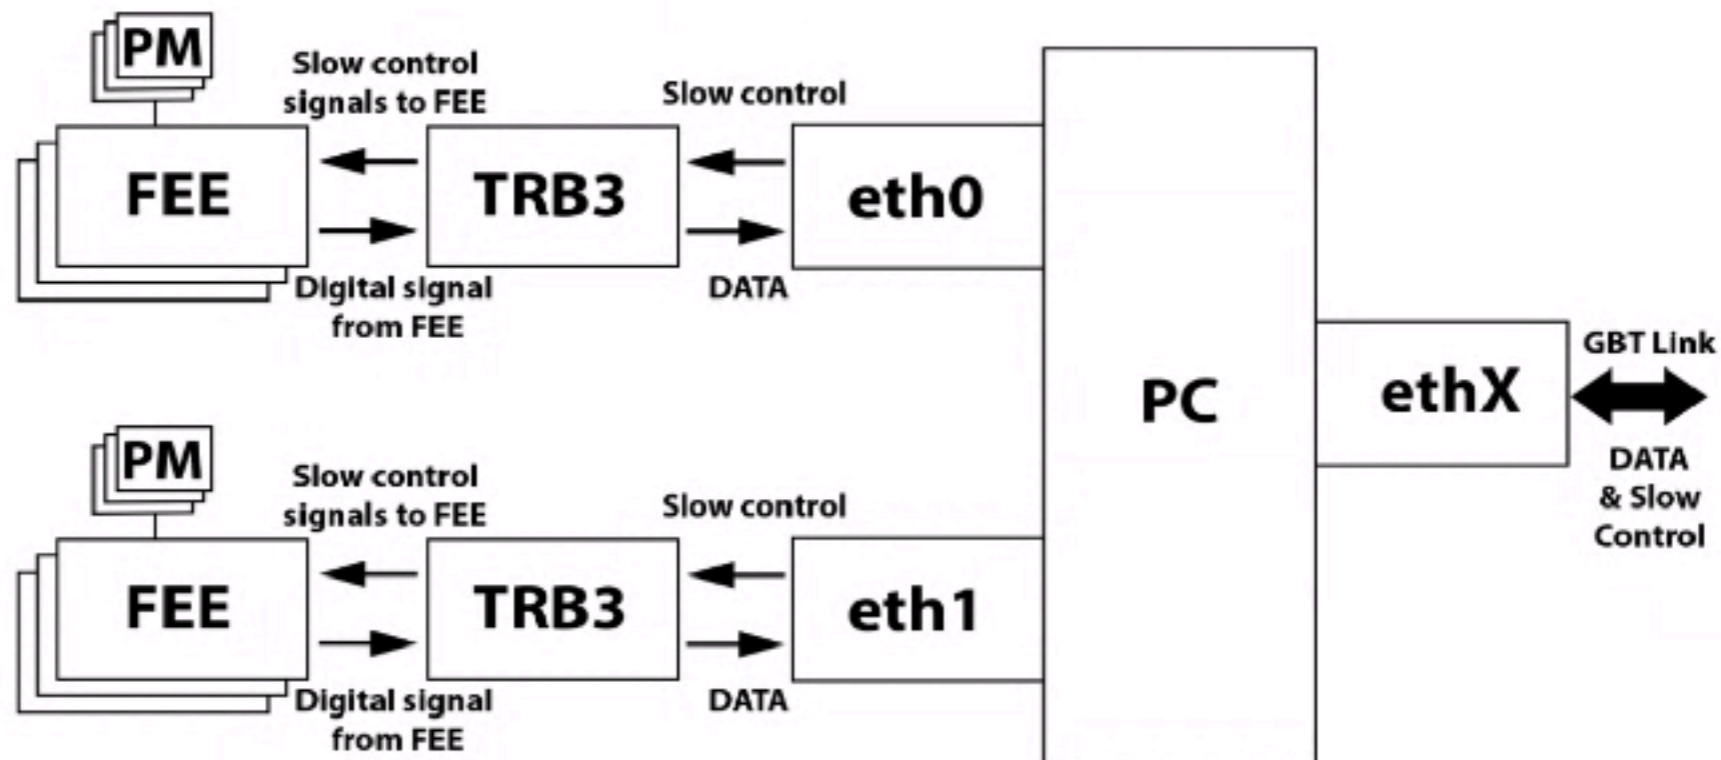 PM
Slow control
signals to FEE
Slow control
FEE
TRB3
eth0
Digital signal
from FEE
DATA
PC
ethX
GBT Link
DATA
& Slow
Control
PM
Slow control
signals to FEE
Slow control
FEE
TRB3
eth1
Digital signal
from FEE
DATA